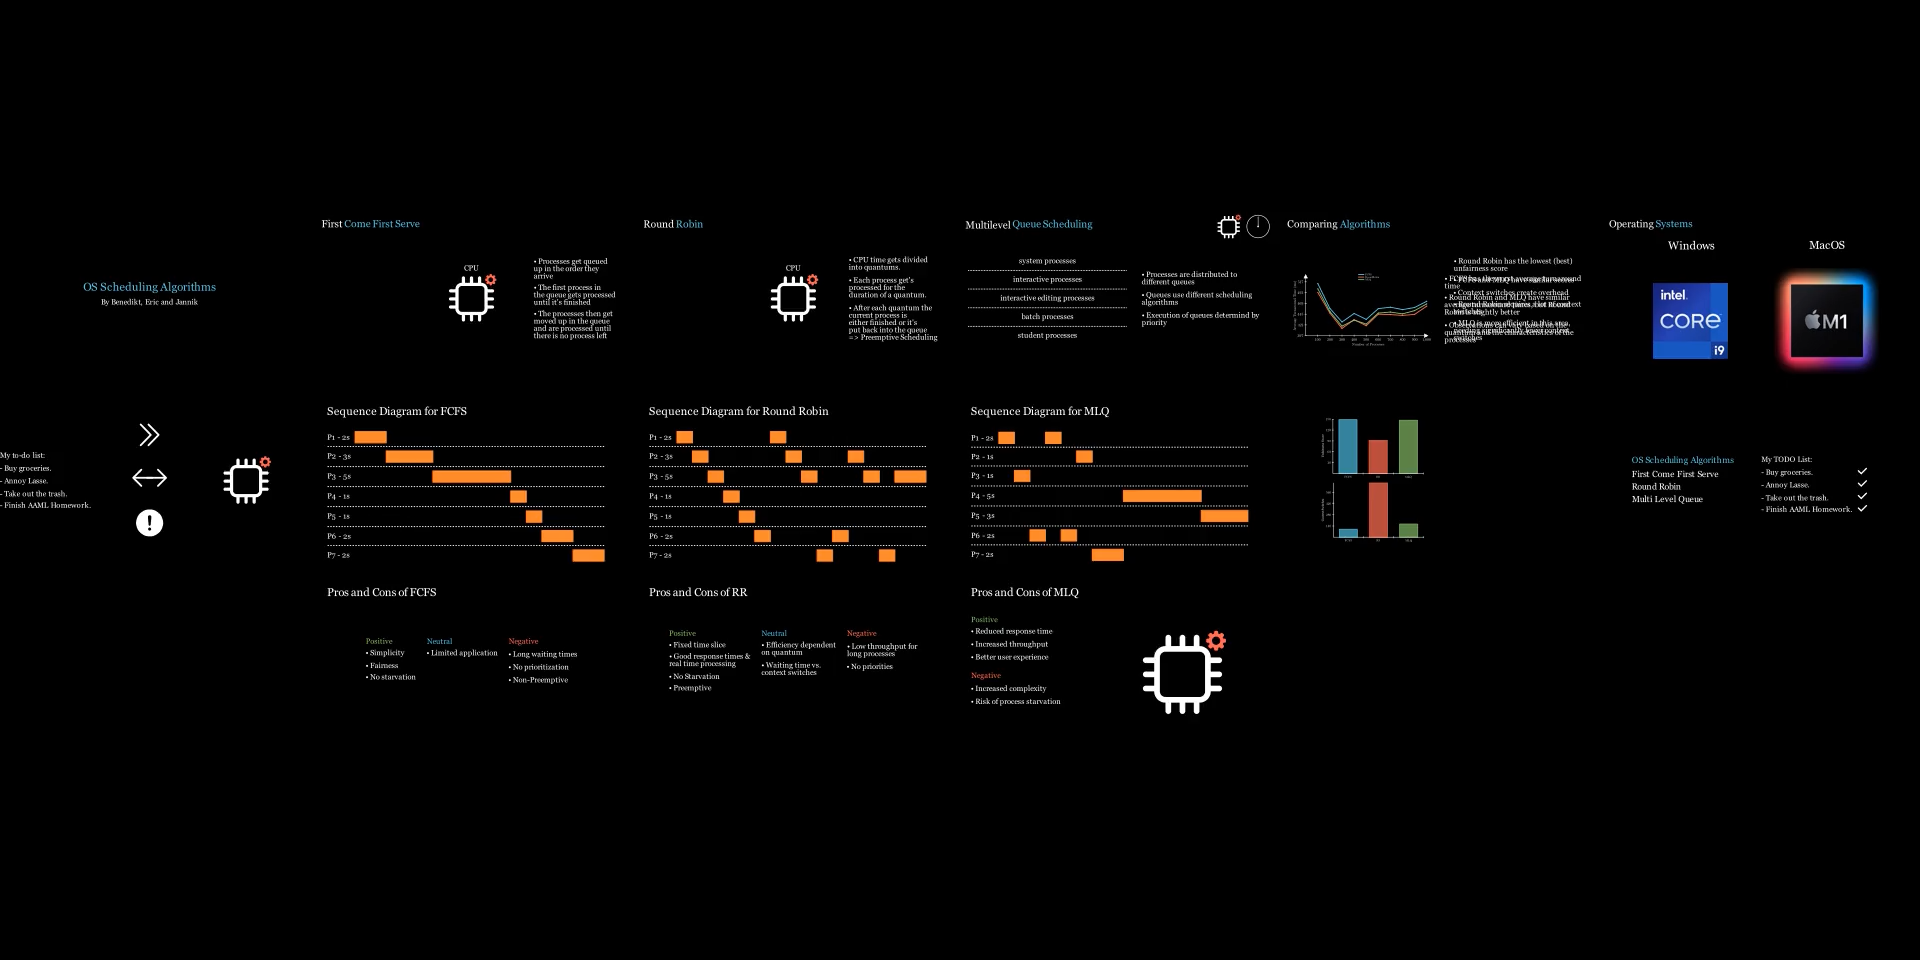 OS Scheduling Algorithms
By Benedikt, Eric and Jannik
My to-do list:
- Buy groceries.
- Annoy Lasse.
- Take out the trash.
- Finish AAML Homework.
First Come First Serve
CPU
• Processes get queued
up in the order they
arrive
• The first process in
the queue gets processed
until it's finished
• The processes then get
moved up in the queue
and are processed until
there is no process left
Sequence Diagram for FCFS
P1 - 2s
P2 - 3s
P3 - 5s
P4 - 1s
P5 - 1s
P6 - 2s
P7 - 2s
Pros and Cons of FCFS
Positive
• Simplicity
• Fairness
• No starvation
Neutral
• Limited application
Negative
• Long waiting times
• No prioritization
• Non-Preemptive
Round Robin
CPU
• CPU time gets divided
into quantums.
• Each process get's
processed for the
duration of a quantum.
• After each quantum the
current process is
either finished or it's
put back into the queue
=> Preemptive Scheduling
Sequence Diagram for Round Robin
P1 - 2s
P2 - 3s
P3 - 5s
P4 - 1s
P5 - 1s
P6 - 2s
P7 - 2s
Pros and Cons of RR
Positive
• Fixed time slice
• Good response times &
real time processing
• No Starvation
• Preemptive
Neutral
• Efficiency dependent
on quantum
• Waiting time vs.
context switches
Negative
• Low throughput for
long processes
• No priorities
Multilevel Queue Scheduling
system processes
interactive processes
interactive editing processes
batch processes
student processes
• Processes are distributed to
different queues
• Queues use different scheduling
algorithms
• Execution of queues determind by
priority
Sequence Diagram for MLQ
P1 - 2s
P2 - 1s
P3 - 1s
P4 - 5s
P5 - 3s
P6 - 2s
P7 - 2s
Pros and Cons of MLQ
Positive
• Reduced response time
• Increased throughput
• Better user experience
Negative
• Increased complexity
• Risk of process starvation
Comparing Algorithms
Number of Processes
• Round Robin has the lowest (best)
unfairness score
time
• Context switches create overhead
• Round Robin and MLQ have similar
processes
Operating Systems
Windows
MacOS
intel.
CORE
i9
M1
OS Scheduling Algorithms
First Come First Serve
Round Robin
Multi Level Queue
My TODO List:
- Buy groceries.
- Annoy Lasse.
- Take out the trash.
- Finish AAML Homework.